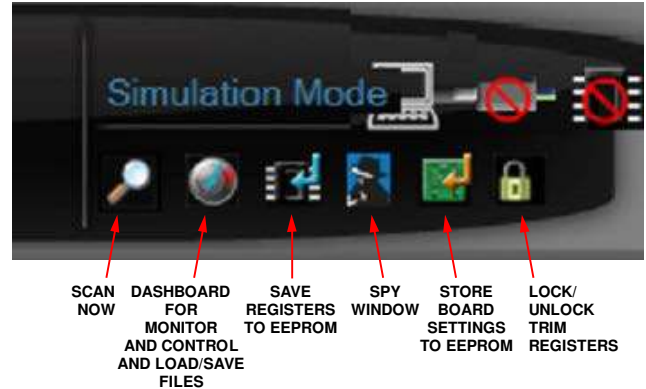 Simulation Mode
SCAN
NOW
DASHBOARD
FOR
MONITOR
AND CONTROL
AND LOAD/SAVE
FILES
SAVE
REGISTERS
TO EEPROM
SPY
WINDOW
STORE
BOARD
SETTINGS
TO EEPROM
LOCK/
UNLOCK
TRIM
REGISTERS